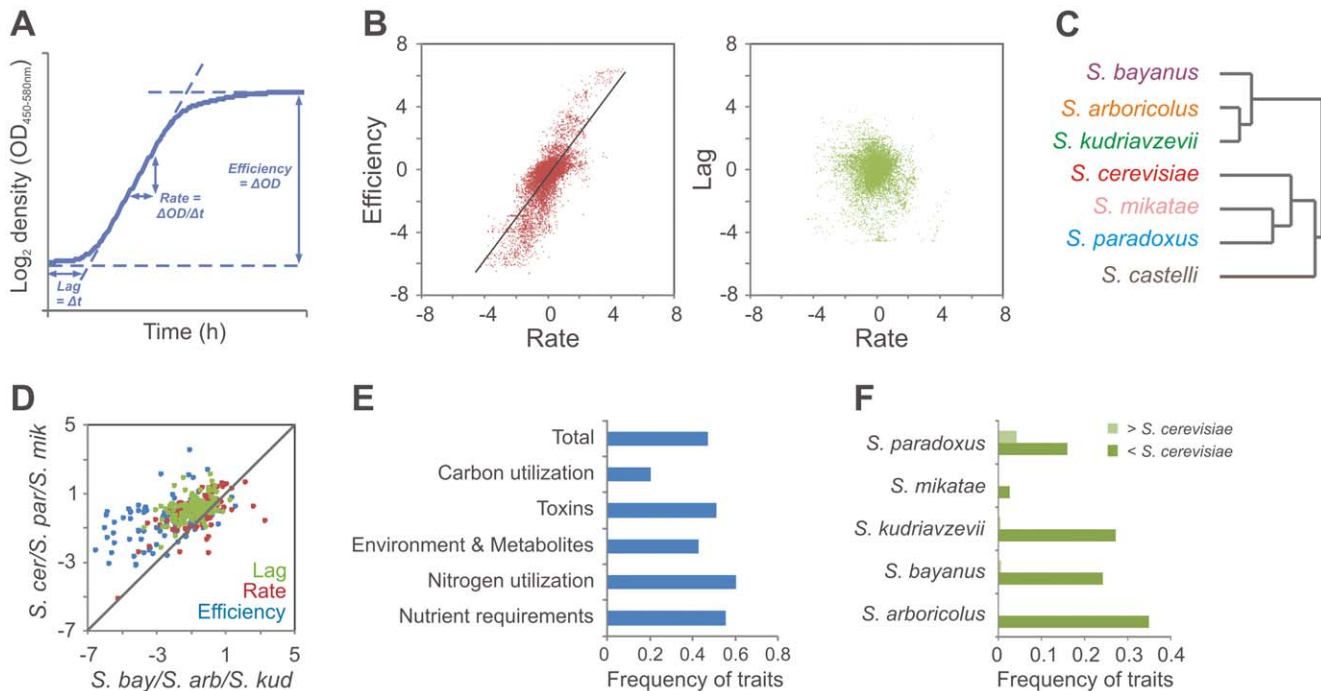 A
Log2 density (OD450-580nm)
Efficiency
= ΔOD
Rate =
ΔOD/Δt
Lag
= Δt
Time (h)
B
8
4
0
-4
-8
Efficiency
-8 -4 0 4 8
Rate
8
4
0
-4
-8
Lag
-8 -4 0 4 8
Rate
C
S. bayanus
S. arboricolus
S. kudriavzevii
S. cerevisiae
S. mikatae
S. paradoxus
S. castelli
D
5
1
-3
-7
S. cer/S. par/S. mik
Lag
Rate
Efficiency
-7 -3 1 5
S. bay/S. arb/S. kud
E
Total
Carbon utilization
Toxins
Environment & Metabolites
Nitrogen utilization
Nutrient requirements
0 0.2 0.4 0.6 0.8
Frequency of traits
F
> S. cerevisiae
< S. cerevisiae
S. paradoxus
S. mikatae
S. kudriavzevii
S. bayanus
S. arboricolus
0 0.1 0.2 0.3 0.4
Frequency of traits